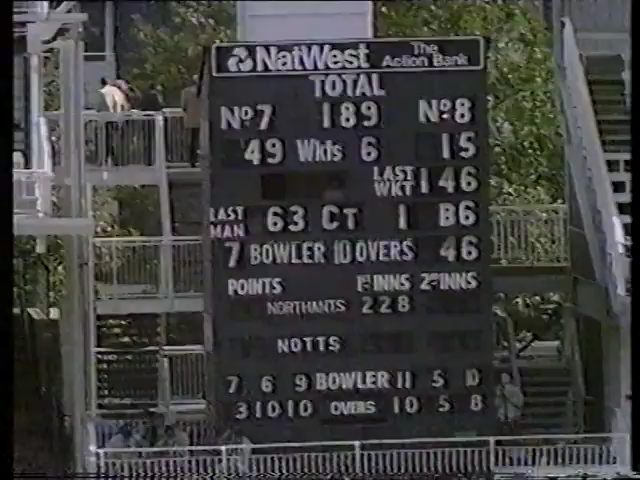 NatWest The Action Bank
TOTAL
Nº7 189 Nº8
49 Wkts 6 15
LAST WKT 146
LAST MAN 63 CT 1 B6
7 BOWLER 10 OVERS 46
POINTS 1st INNS 2nd INNS
NORTHANTS 228
NOTTS
7 6 9 BOWLER 11 5 10
3 10 10 OVERS 10 5 8